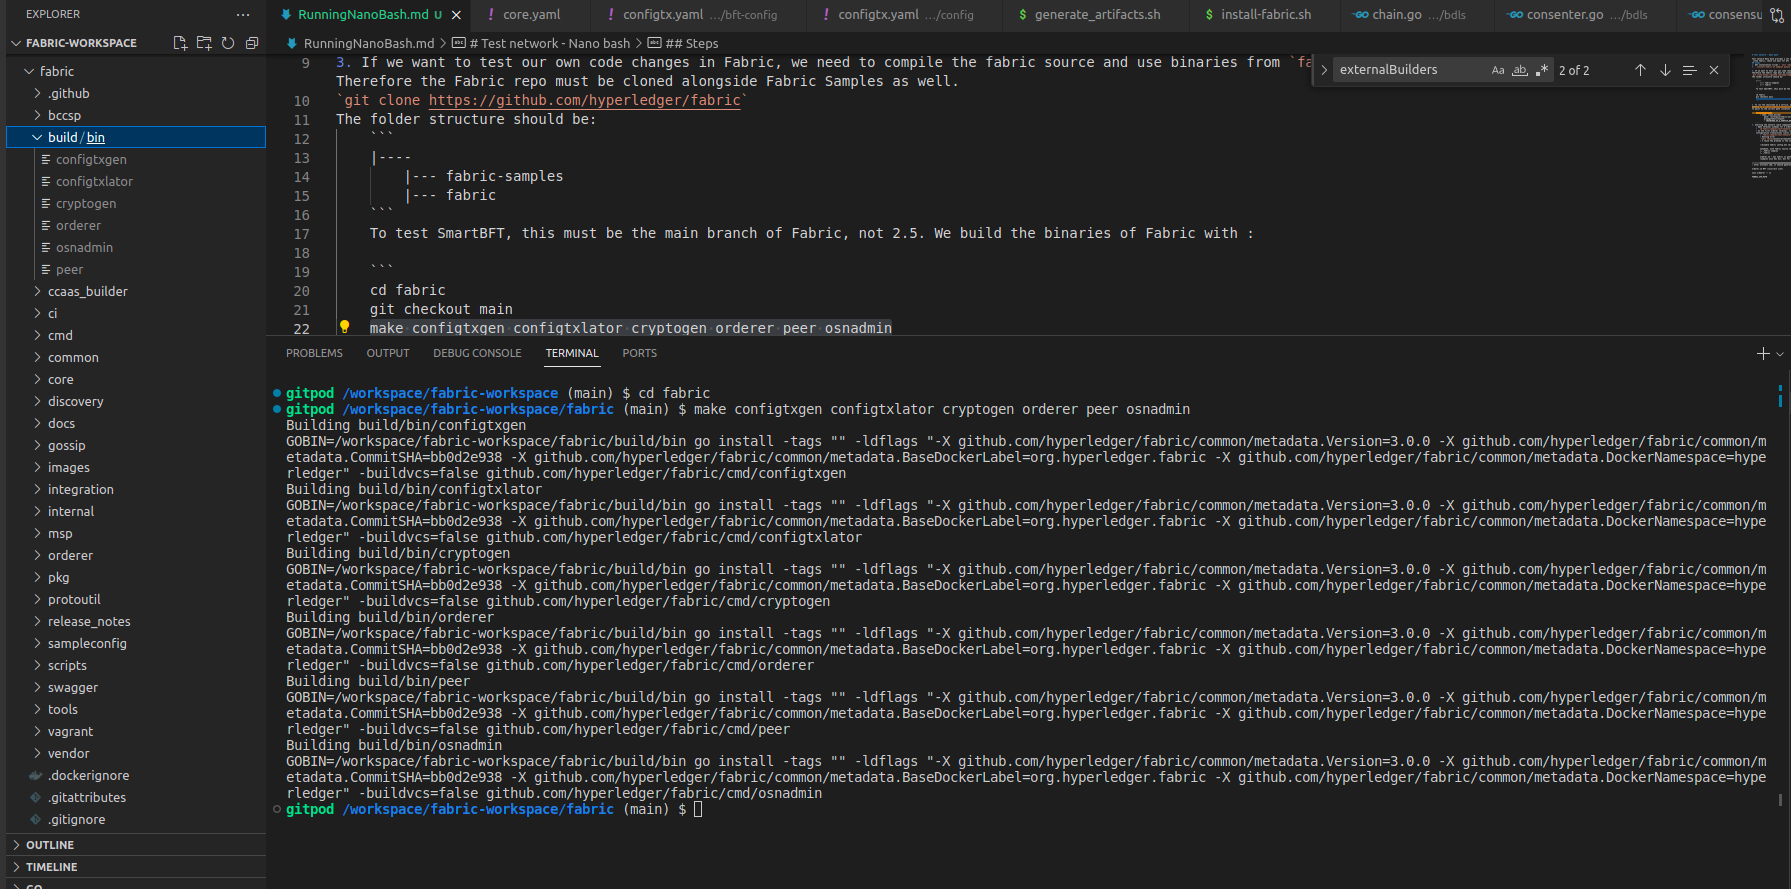 EXPLORER
···
FABRIC-WORKSPACE
fabric
.github
bccsp
build / bin
configtxgen
configtxlator
cryptogen
orderer
osnadmin
peer
ccaas_builder
ci
cmd
common
core
discovery
docs
gossip
images
integration
internal
msp
orderer
pkg
protoutil
release_notes
sampleconfig
scripts
swagger
tools
vagrant
vendor
.dockerignore
.gitattributes
.gitignore
OUTLINE
TIMELINE
GO
RunningNanoBash.md U
core.yaml
configtx.yaml .../bft-config
configtx.yaml .../config
generate_artifacts.sh
install-fabric.sh
chain.go .../bdls
consenter.go .../bdls
consensu
RunningNanoBash.md > # Test network - Nano bash > ## Steps
externalBuilders
Aa ab .*
2 of 2
9 3. If we want to test our own code changes in Fabric, we need to compile the fabric source and use binaries from `fa
Therefore the Fabric repo must be cloned alongside Fabric Samples as well.
10 `git clone https://github.com/hyperledger/fabric`
11 The folder structure should be:
12 ```
13 |----
14 |--- fabric-samples
15 |--- fabric
16 ```
17 To test SmartBFT, this must be the main branch of Fabric, not 2.5. We build the binaries of Fabric with :
18
19 ```
20 cd fabric
21 git checkout main
22 make configtxgen configtxlator cryptogen orderer peer osnadmin
PROBLEMS OUTPUT DEBUG CONSOLE TERMINAL PORTS
gitpod /workspace/fabric-workspace (main) $ cd fabric
gitpod /workspace/fabric-workspace/fabric (main) $ make configtxgen configtxlator cryptogen orderer peer osnadmin
Building build/bin/configtxgen
GOBIN=/workspace/fabric-workspace/fabric/build/bin go install -tags "" -ldflags "-X github.com/hyperledger/fabric/common/metadata.Version=3.0.0 -X github.com/hyperledger/fabric/common/m
etadata.CommitSHA=bb0d2e938 -X github.com/hyperledger/fabric/common/metadata.BaseDockerLabel=org.hyperledger.fabric -X github.com/hyperledger/fabric/common/metadata.DockerNamespace=hype
rledger" -buildvcs=false github.com/hyperledger/fabric/cmd/configtxgen
Building build/bin/configtxlator
GOBIN=/workspace/fabric-workspace/fabric/build/bin go install -tags "" -ldflags "-X github.com/hyperledger/fabric/common/metadata.Version=3.0.0 -X github.com/hyperledger/fabric/common/m
etadata.CommitSHA=bb0d2e938 -X github.com/hyperledger/fabric/common/metadata.BaseDockerLabel=org.hyperledger.fabric -X github.com/hyperledger/fabric/common/metadata.DockerNamespace=hype
rledger" -buildvcs=false github.com/hyperledger/fabric/cmd/configtxlator
Building build/bin/cryptogen
GOBIN=/workspace/fabric-workspace/fabric/build/bin go install -tags "" -ldflags "-X github.com/hyperledger/fabric/common/metadata.Version=3.0.0 -X github.com/hyperledger/fabric/common/m
etadata.CommitSHA=bb0d2e938 -X github.com/hyperledger/fabric/common/metadata.BaseDockerLabel=org.hyperledger.fabric -X github.com/hyperledger/fabric/common/metadata.DockerNamespace=hype
rledger" -buildvcs=false github.com/hyperledger/fabric/cmd/cryptogen
Building build/bin/orderer
GOBIN=/workspace/fabric-workspace/fabric/build/bin go install -tags "" -ldflags "-X github.com/hyperledger/fabric/common/metadata.Version=3.0.0 -X github.com/hyperledger/fabric/common/m
etadata.CommitSHA=bb0d2e938 -X github.com/hyperledger/fabric/common/metadata.BaseDockerLabel=org.hyperledger.fabric -X github.com/hyperledger/fabric/common/metadata.DockerNamespace=hype
rledger" -buildvcs=false github.com/hyperledger/fabric/cmd/orderer
Building build/bin/peer
GOBIN=/workspace/fabric-workspace/fabric/build/bin go install -tags "" -ldflags "-X github.com/hyperledger/fabric/common/metadata.Version=3.0.0 -X github.com/hyperledger/fabric/common/m
etadata.CommitSHA=bb0d2e938 -X github.com/hyperledger/fabric/common/metadata.BaseDockerLabel=org.hyperledger.fabric -X github.com/hyperledger/fabric/common/metadata.DockerNamespace=hype
rledger" -buildvcs=false github.com/hyperledger/fabric/cmd/peer
Building build/bin/osnadmin
GOBIN=/workspace/fabric-workspace/fabric/build/bin go install -tags "" -ldflags "-X github.com/hyperledger/fabric/common/metadata.Version=3.0.0 -X github.com/hyperledger/fabric/common/m
etadata.CommitSHA=bb0d2e938 -X github.com/hyperledger/fabric/common/metadata.BaseDockerLabel=org.hyperledger.fabric -X github.com/hyperledger/fabric/common/metadata.DockerNamespace=hype
rledger" -buildvcs=false github.com/hyperledger/fabric/cmd/osnadmin
gitpod /workspace/fabric-workspace/fabric (main) $